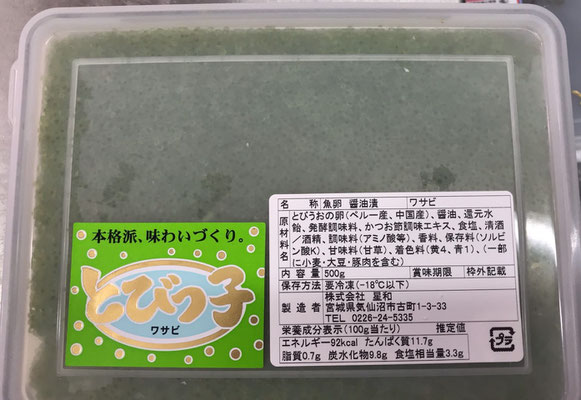 本格派、味わいづくり。
とびっ子
ワサビ
名 称 魚卵 醤油漬 ワサビ
原材料名
とびうおの卵(ペルー産、中国産)、醤油、還元水
飴、発酵調味料、かつお節調味エキス、食塩、清酒
/酒精、調味料(アミノ酸等)、香料、保存料(ソルビ
ン酸K)、甘味料(甘草)、着色料(黄4、青1)、(一部
に小麦・大豆・豚肉を含む)
内 容 量 500g 賞味期限 枠外記載
保存方法 要冷凍(-18℃以下)
製 造 者 株式会社 星和
宮城県気仙沼市古町1-3-33
TEL 0226-24-5335
栄養成分表示(100g当たり) 推定値
エネルギー92kcal たんぱく質11.7g
脂質0.7g 炭水化物9.8g 食塩相当量3.3g
プラ